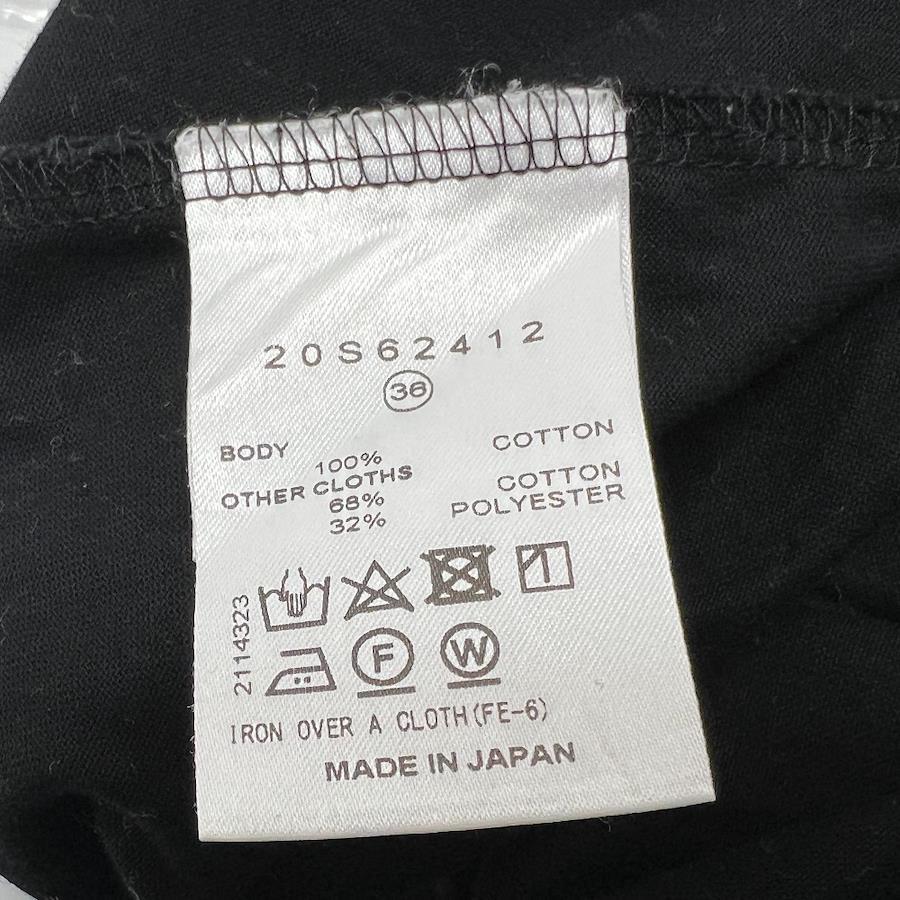 20S62412
36
BODY COTTON
100%
OTHER CLOTHS COTTON
68% POLYESTER
32%
2114323
F W
IRON OVER A CLOTH(FE-6)
MADE IN JAPAN